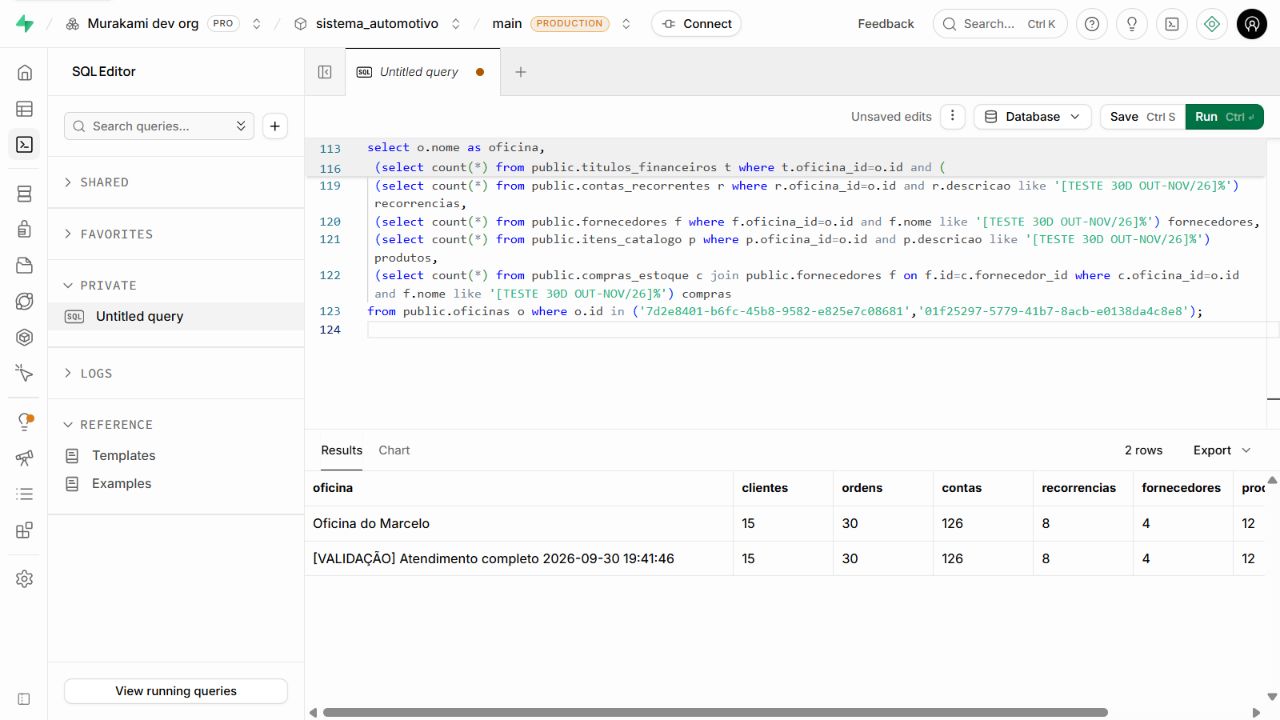 Murakami dev org PRO / sistema_automotivo / main PRODUCTION Connect Feedback Search... Ctrl K
SQL Editor
SQL Untitled query
Search queries...
Unsaved edits Database Save Ctrl S Run Ctrl ↵
SHARED
FAVORITES
PRIVATE
SQL Untitled query
LOGS
REFERENCE
Templates
Examples
View running queries
113 select o.nome as oficina,
116 (select count(*) from public.titulos_financeiros t where t.oficina_id=o.id and (
119 (select count(*) from public.contas_recorrentes r where r.oficina_id=o.id and r.descricao like '[TESTE 30D OUT-NOV/26]%')
recorrencias,
120 (select count(*) from public.fornecedores f where f.oficina_id=o.id and f.nome like '[TESTE 30D OUT-NOV/26]%') fornecedores,
121 (select count(*) from public.itens_catalogo p where p.oficina_id=o.id and p.descricao like '[TESTE 30D OUT-NOV/26]%')
produtos,
122 (select count(*) from public.compras_estoque c join public.fornecedores f on f.id=c.fornecedor_id where c.oficina_id=o.id
and f.nome like '[TESTE 30D OUT-NOV/26]%') compras
123 from public.oficinas o where o.id in ('7d2e8401-b6fc-45b8-9582-e825e7c08681','01f25297-5779-41b7-8acb-e0138da4c8e8');
124
Results Chart 2 rows Export
oficina clientes ordens contas recorrencias fornecedores
Oficina do Marcelo 15 30 126 8 4 12
[VALIDAÇÃO] Atendimento completo 2026-09-30 19:41:46 15 30 126 8 4 12